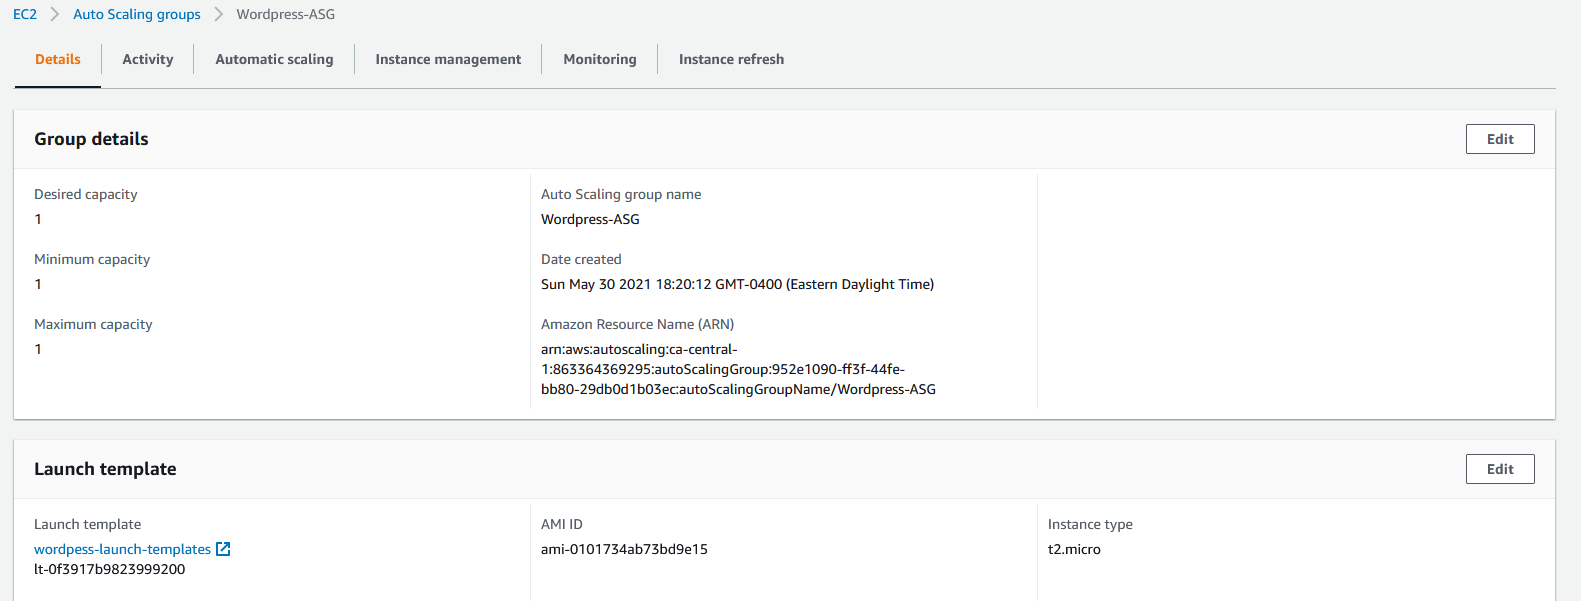 EC2 > Auto Scaling groups > Wordpress-ASG
Details Activity Automatic scaling Instance management Monitoring Instance refresh
Group details
Edit
Desired capacity
1
Minimum capacity
1
Maximum capacity
1
Auto Scaling group name
Wordpress-ASG
Date created
Sun May 30 2021 18:20:12 GMT-0400 (Eastern Daylight Time)
Amazon Resource Name (ARN)
arn:aws:autoscaling:ca-central-
1:863364369295:autoScalingGroup:952e1090-ff3f-44fe-
bb80-29db0d1b03ec:autoScalingGroupName/Wordpress-ASG
Launch template
Edit
Launch template
wordpess-launch-templates
lt-0f3917b9823999200
AMI ID
ami-0101734ab73bd9e15
Instance type
t2.micro